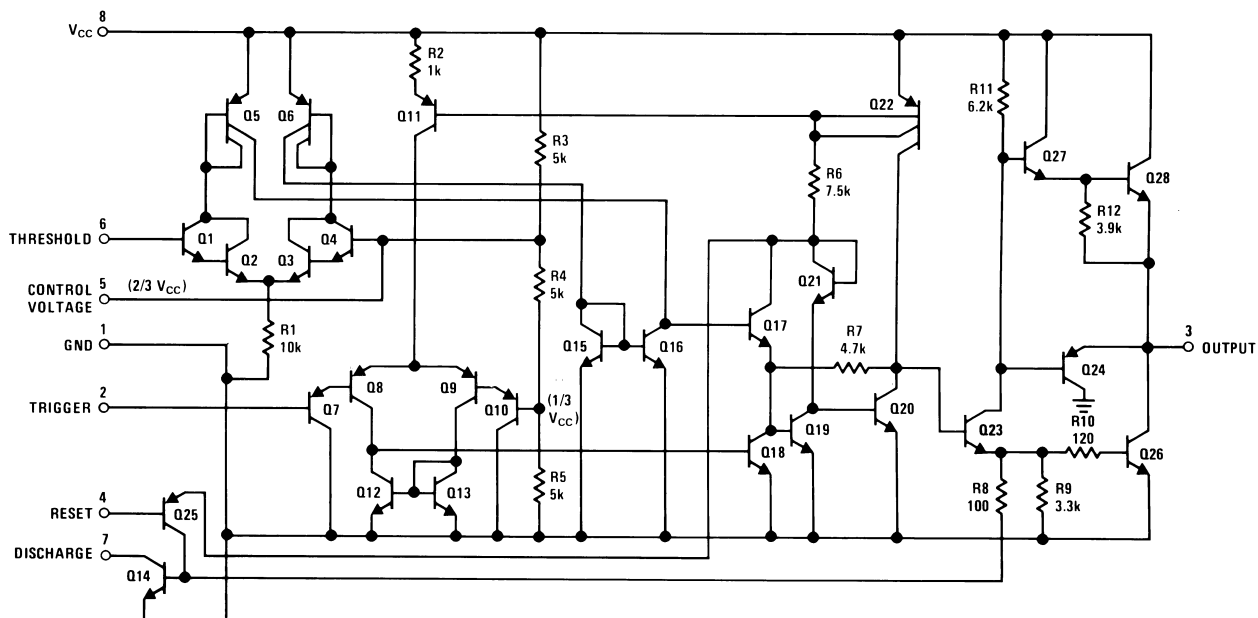 8
VCC
R2
1k
Q5
Q6
Q11
R3
5k
Q22
R11
6.2k
Q27
Q28
R6
7.5k
R12
3.9k
6
THRESHOLD
Q1
Q2
Q3
Q4
5
CONTROL
VOLTAGE
(2/3 VCC)
R4
5k
Q21
Q17
R7
4.7k
1
GND
R1
10k
Q15
Q16
3
OUTPUT
Q24
2
TRIGGER
Q7
Q8
Q9
Q10
(1/3
VCC)
Q18
Q19
Q20
Q23
R10
120
Q26
4
RESET
Q25
Q12
Q13
R5
5k
R8
100
R9
3.3k
7
DISCHARGE
Q14